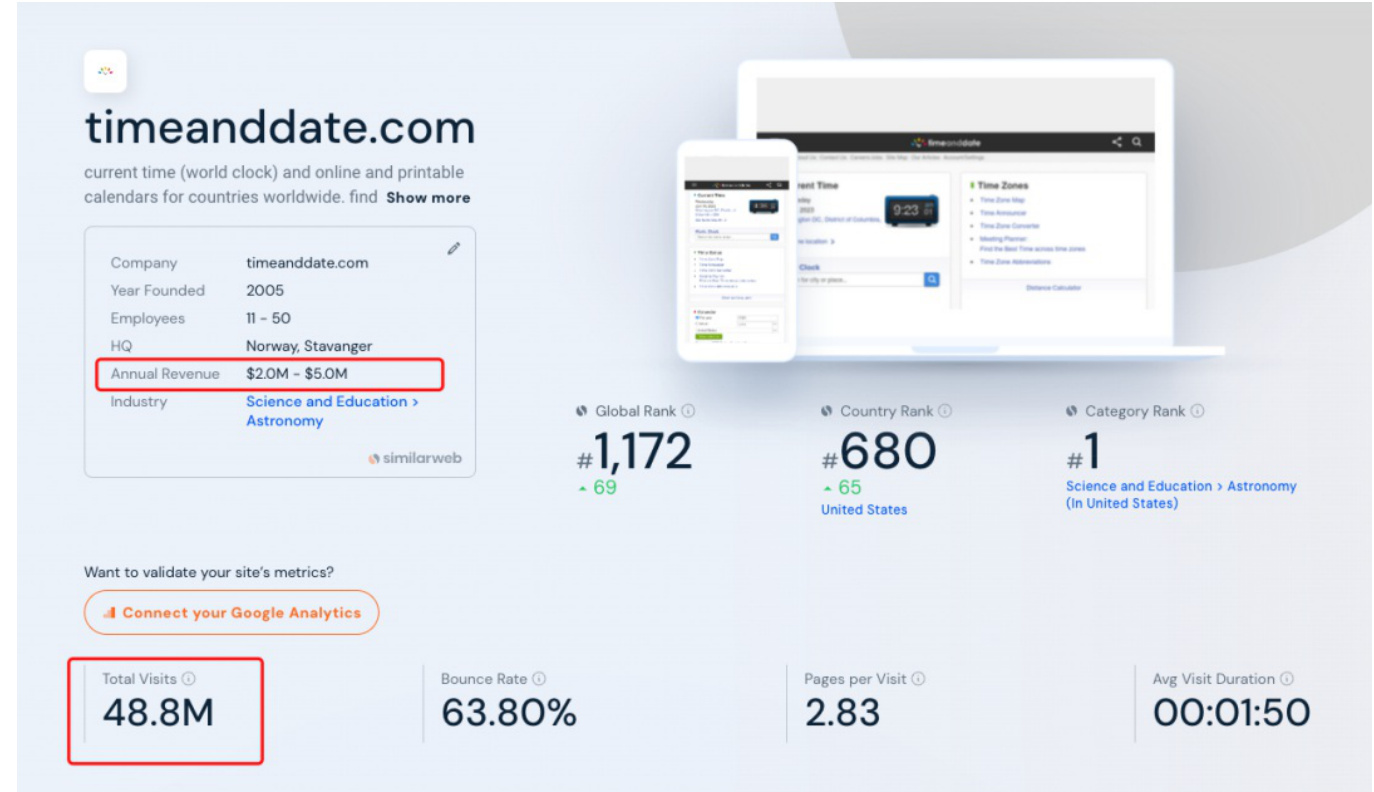 timeanddate.com
current time (world clock) and online and printable
calendars for countries worldwide. find Show more
Company timeanddate.com
Year Founded 2005
Employees 11 - 50
HQ Norway, Stavanger
Annual Revenue $2.0M - $5.0M
Industry Science and Education >
Astronomy
similarweb
timeanddate
rent Time
9:23
Clock
Time Zones
Time Zone Map
Time Announcer
Time Zone Converter
Meeting Planner:
Find the Best Time across time zones
Time Zone Abbreviations
Distance Calculator
Global Rank
#1,172
69
Country Rank
#680
65
United States
Category Rank
#1
Science and Education > Astronomy
(In United States)
Want to validate your site's metrics?
Connect your Google Analytics
Total Visits
48.8M
Bounce Rate
63.80%
Pages per Visit
2.83
Avg Visit Duration
00:01:50